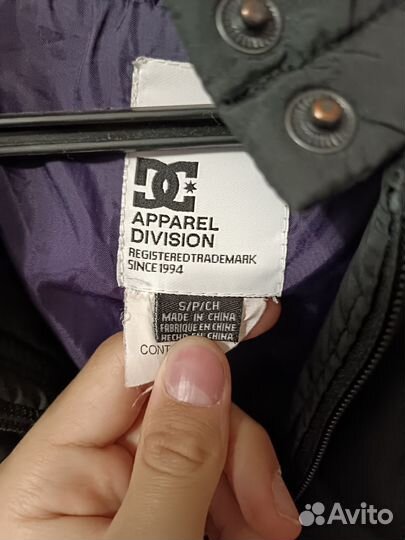 DC
APPAREL
DIVISION
REGISTERED TRADEMARK
SINCE 1994
S/P/CH
MADE IN CHINA
FABRIQUE EN CHINE
HECHO EN CHINA
Avito